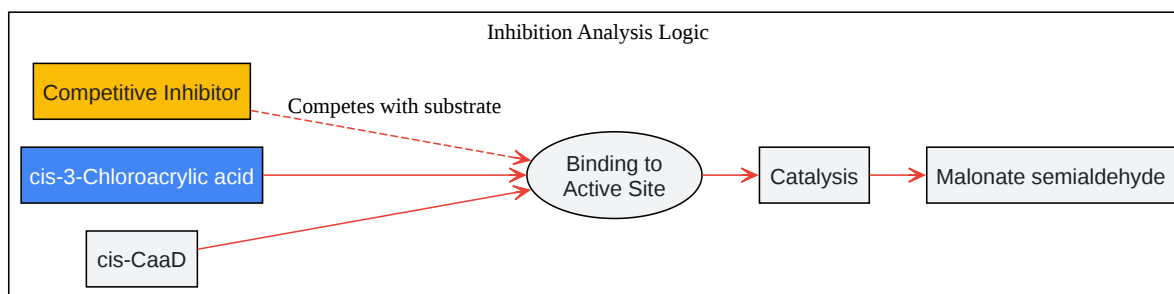 Inhibition Analysis Logic
Competitive Inhibitor
Competes with substrate
cis-3-Chloroacrylic acid
Binding to
Active Site
Catalysis
Malonate semialdehyde
cis-CaaD